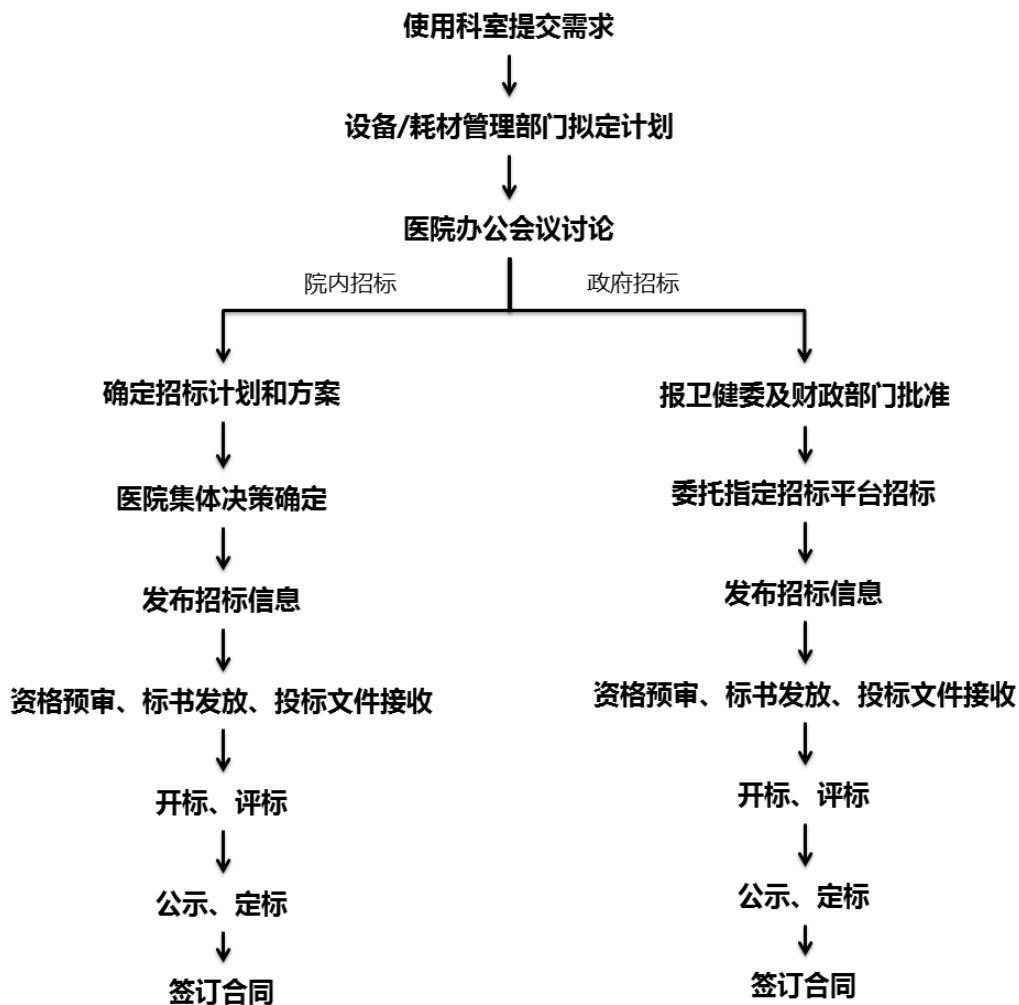 使用科室提交需求
设备/耗材管理部门拟定计划
医院办公会议讨论
院内招标
政府招标
确定招标计划和方案
医院集体决策确定
发布招标信息
资格预审、标书发放、投标文件接收
开标、评标
公示、定标
签订合同
报卫健委及财政部门批准
委托指定招标平台招标
发布招标信息
资格预审、标书发放、投标文件接收
开标、评标
公示、定标
签订合同